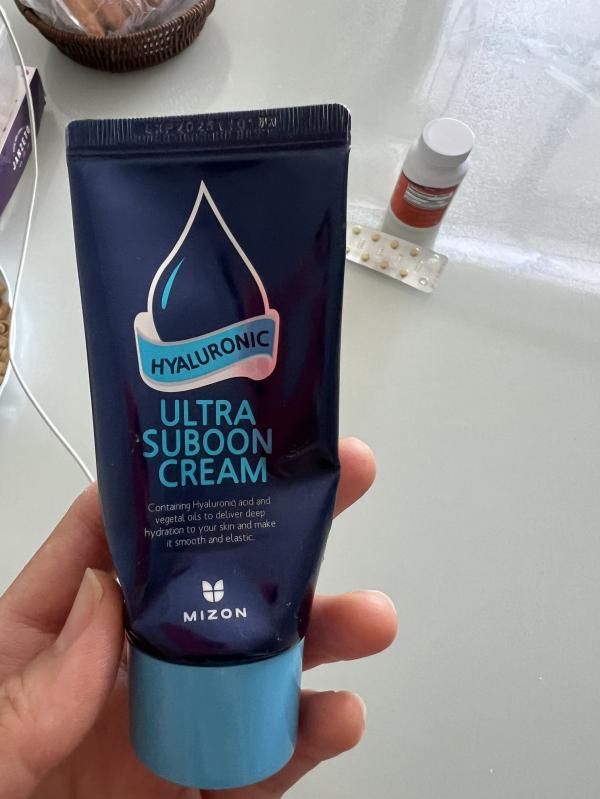 HYALURONIC
ULTRA
SUBOON
CREAM
Containing Hyaluronic acid and
vegetal oils to deliver deep
hydration to your skin and make
it smooth and elastic.
MIZON